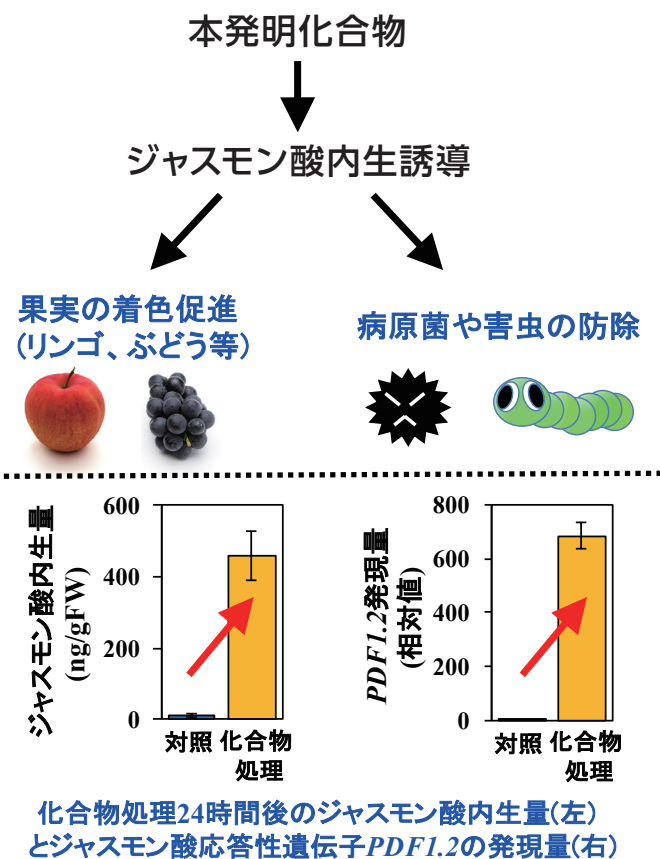 本発明化合物
ジャスモン酸内生誘導
果実の着色促進
(リンゴ、ぶどう等)
病原菌や害虫の防除
ジャスモン酸内生量
(ng/gFW)
600
400
200
0
対照
化合物
処理
PDF1.2発現量
(相対値)
800
600
400
200
0
対照
化合物
処理
化合物処理24時間後のジャスモン酸内生量(左)
とジャスモン酸応答性遺伝子PDF1.2の発現量(右)